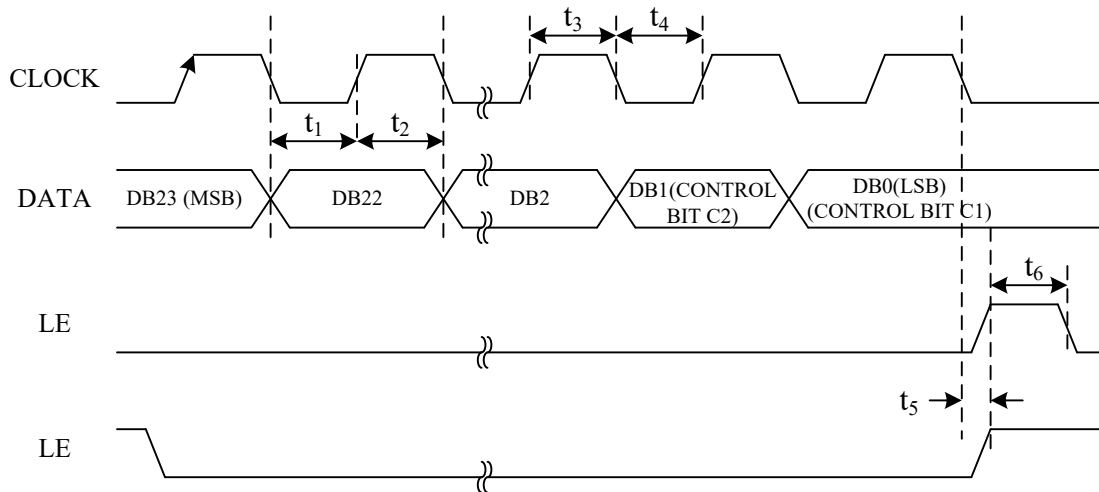 t₃ t₄
CLOCK
t₁ t₂
DATA
DB23 (MSB)
DB22
DB2
DB1(CONTROL
BIT C2)
DB0(LSB)
(CONTROL BIT C1)
t₆
LE
t₅
LE